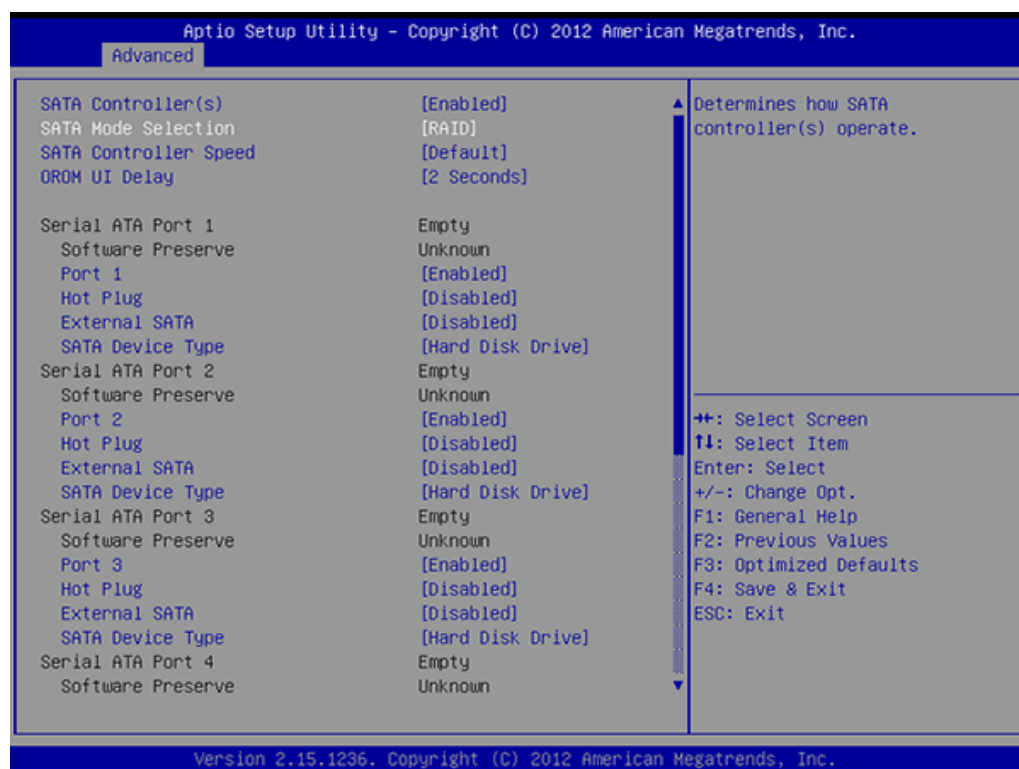 Aptio Setup Utility – Copyright (C) 2012 American Megatrends, Inc.
Advanced
SATA Controller(s) [Enabled]
SATA Mode Selection [RAID]
SATA Controller Speed [Default]
OROM UI Delay [2 Seconds]
Serial ATA Port 1 Empty
Software Preserve Unknown
Port 1 [Enabled]
Hot Plug [Disabled]
External SATA [Disabled]
SATA Device Type [Hard Disk Drive]
Serial ATA Port 2 Empty
Software Preserve Unknown
Port 2 [Enabled]
Hot Plug [Disabled]
External SATA [Disabled]
SATA Device Type [Hard Disk Drive]
Serial ATA Port 3 Empty
Software Preserve Unknown
Port 3 [Enabled]
Hot Plug [Disabled]
External SATA [Disabled]
SATA Device Type [Hard Disk Drive]
Serial ATA Port 4 Empty
Software Preserve Unknown
Determines how SATA
controller(s) operate.
→←: Select Screen
↑↓: Select Item
Enter: Select
+/-: Change Opt.
F1: General Help
F2: Previous Values
F3: Optimized Defaults
F4: Save & Exit
ESC: Exit
Version 2.15.1236. Copyright (C) 2012 American Megatrends, Inc.